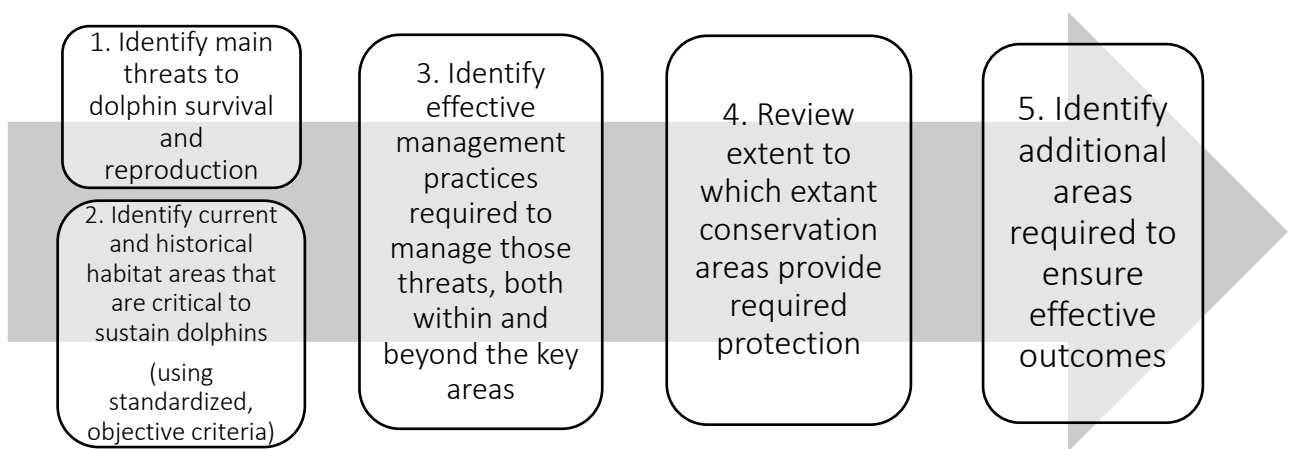 1. Identify main
threats to
dolphin survival
and
reproduction
2. Identify current
and historical
habitat areas that
are critical to
sustain dolphins
(using
standardized,
objective criteria)
3. Identify
effective
management
practices
required to
manage those
threats, both
within and
beyond the key
areas
4. Review
extent to
which extant
conservation
areas provide
required
protection
5. Identify
additional
areas
required to
ensure
effective
outcomes